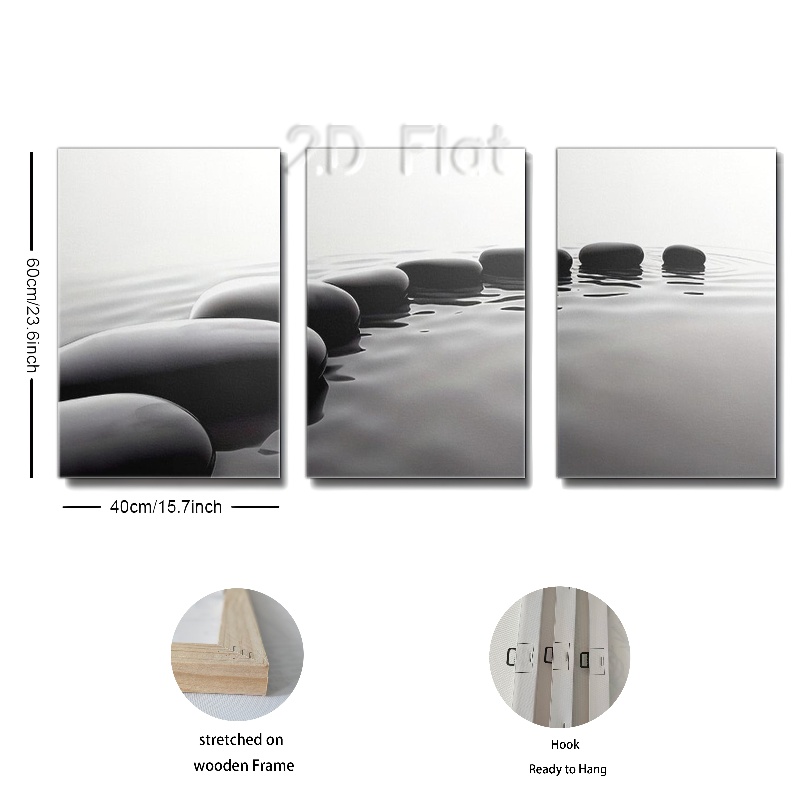 2D Flat
60cm/23.6inch
40cm/15.7inch
stretched on
wooden Frame
Hook
Ready to Hang